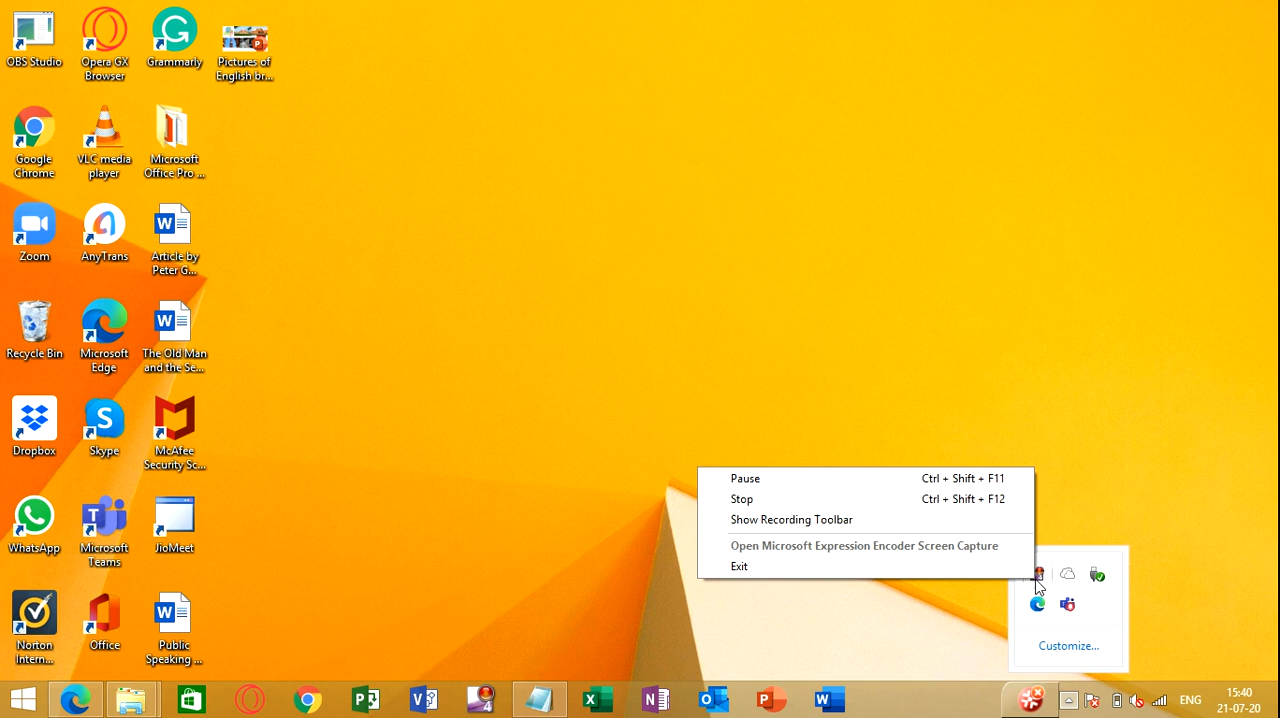 OBS Studio
Opera GX
Browser
Grammarly
Pictures of
English br...
Google
Chrome
VLC media
player
Microsoft
Office Pro ...
Zoom
AnyTrans
Article by
Peter G...
Recycle Bin
Microsoft
Edge
The Old Man
and the Se...
Dropbox
Skype
McAfee
Security Sc...
WhatsApp
Microsoft
Teams
JioMeet
Norton
Intern...
Office
Public
Speaking ...
Pause Ctrl + Shift + F11
Stop Ctrl + Shift + F12
Show Recording Toolbar
Open Microsoft Expression Encoder Screen Capture
Exit
Customize...
ENG
15:40
21-07-20